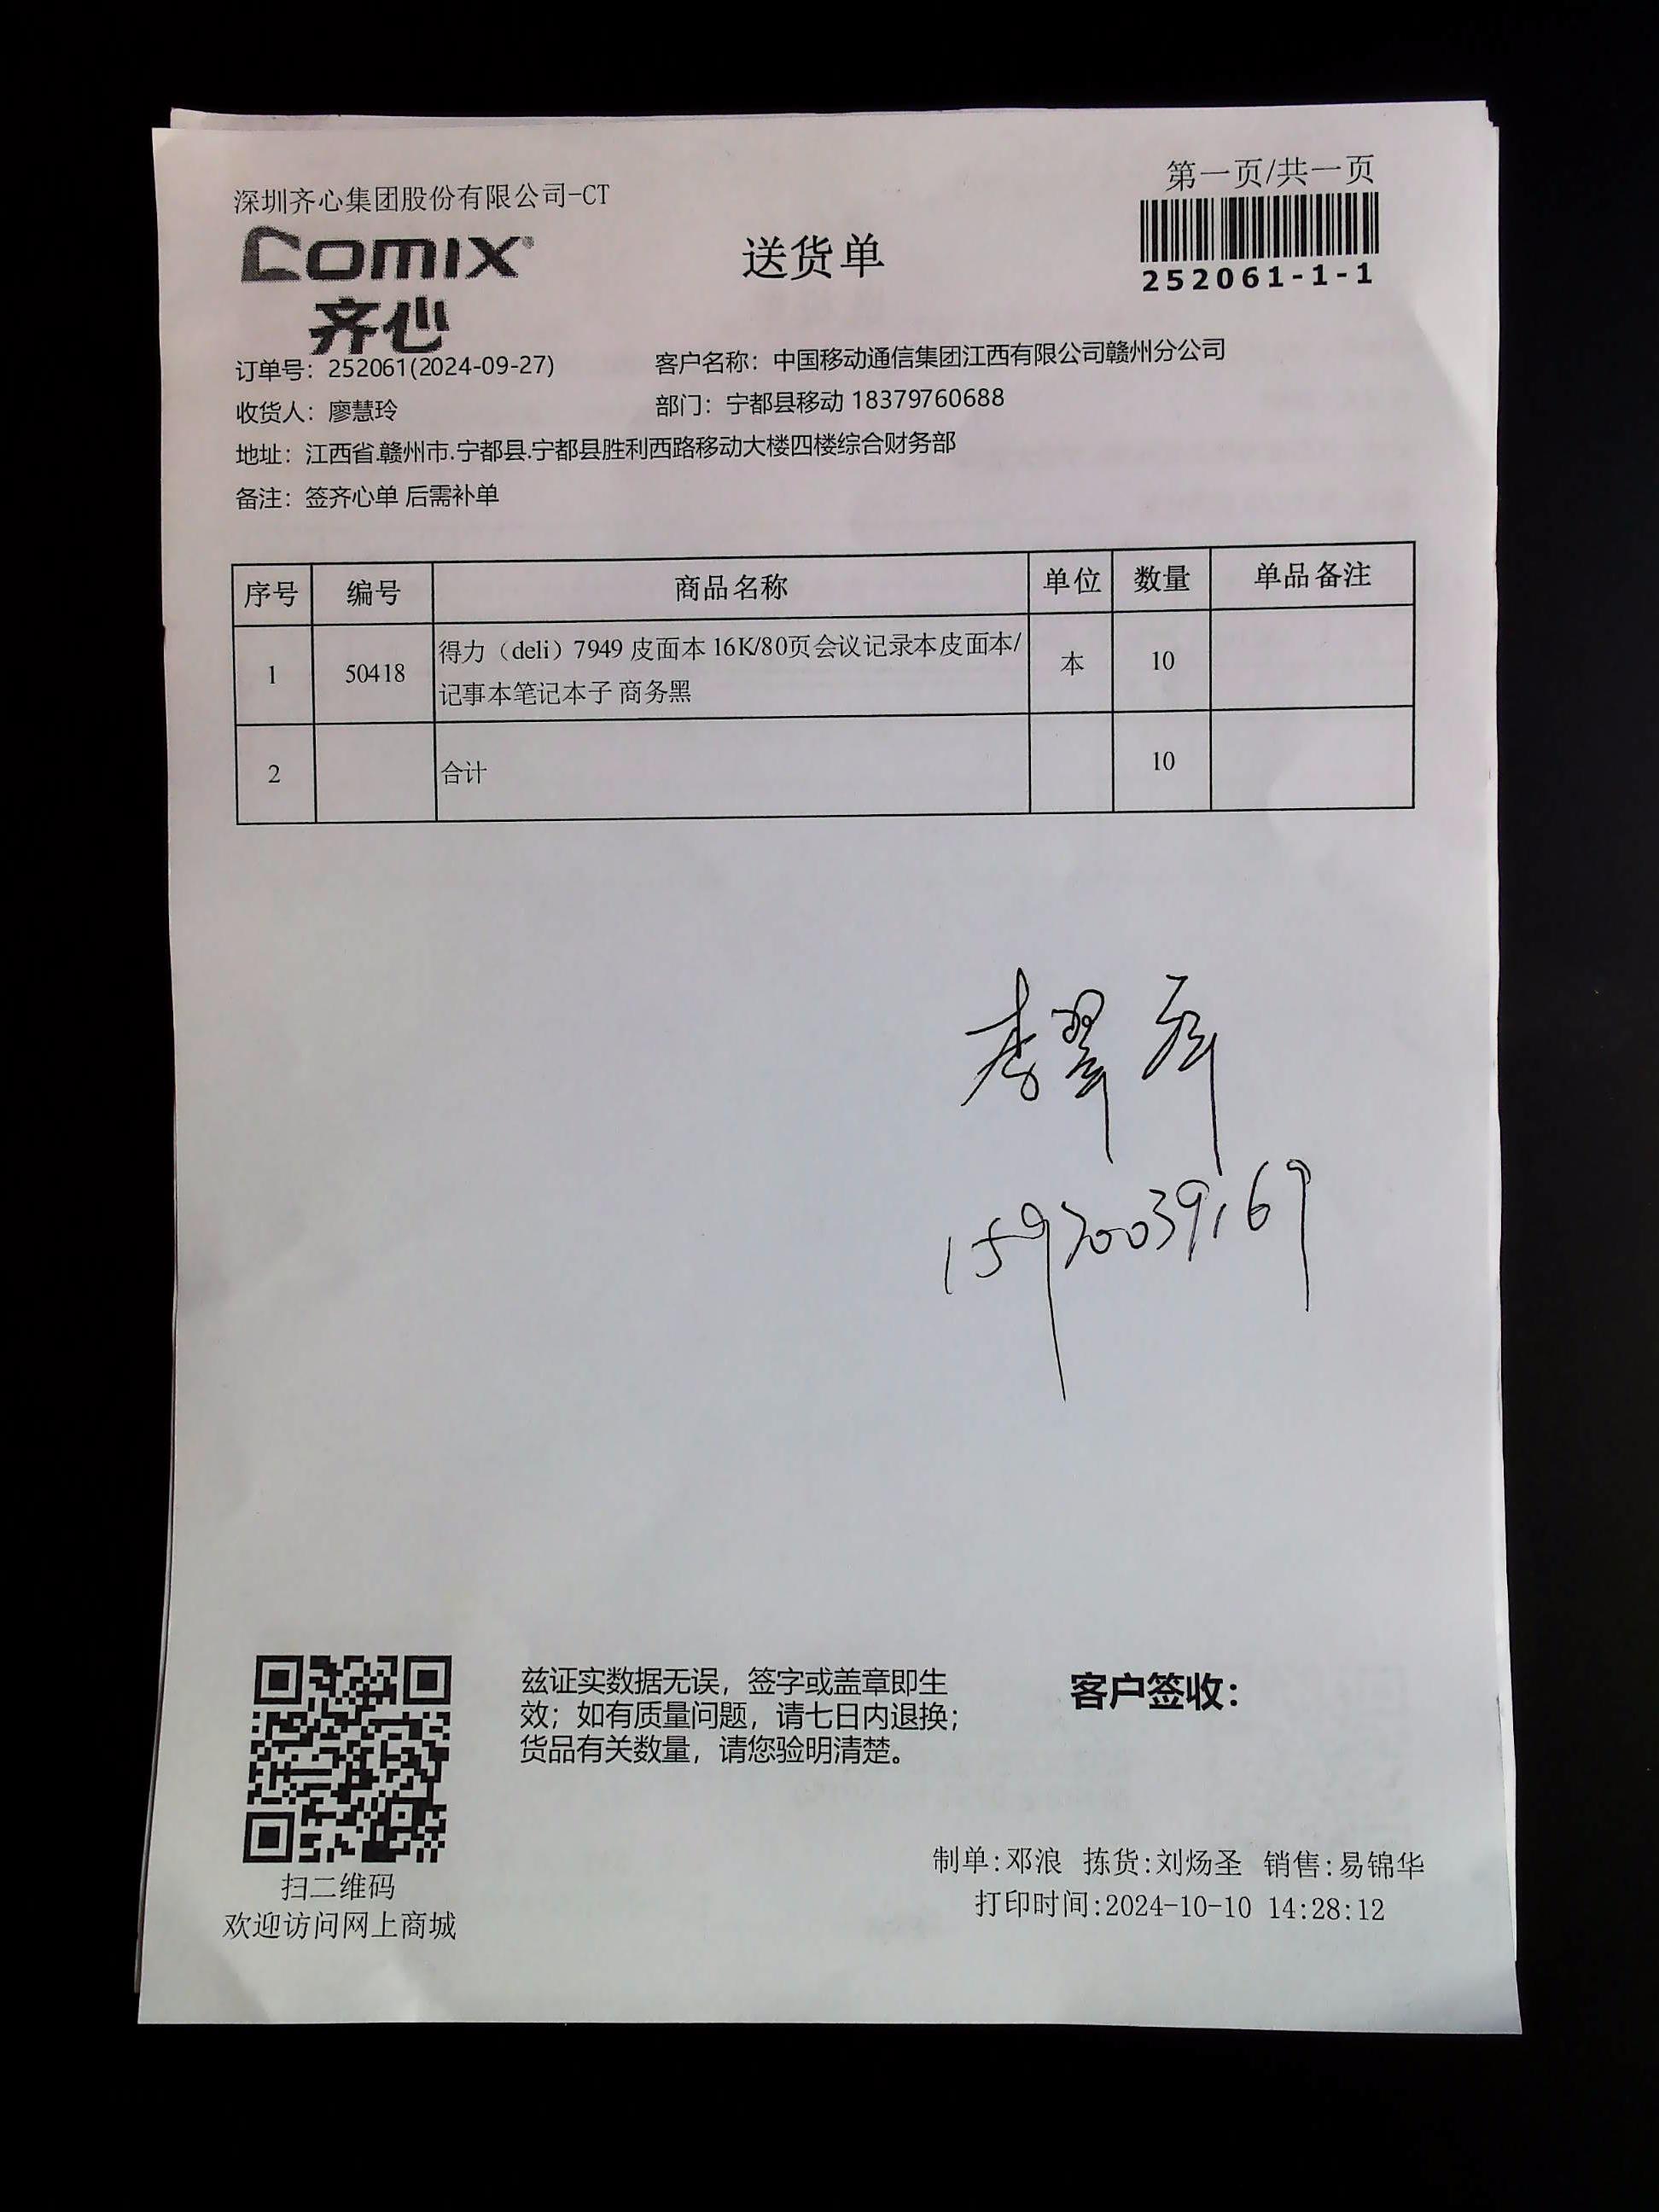 第一页/共一页
深圳齐心集团股份有限公司-CT
comix
齐心
送货单
252061-1-1
订单号：252061(2024-09-27)
客户名称：中国移动通信集团江西有限公司赣州分公司
收货人：廖慧玲
部门：宁都县移动 18379760688
地址：江西省.赣州市.宁都县.宁都县胜利西路移动大楼四楼综合财务部
备注：签齐心单 后需补单
序号 编号 商品名称 单位 数量 单品备注
1 50418 得力（deli）7949 皮面本 16K/80页会议记录本皮面本/ 本 10
记事本笔记本子 商务黑
2 合计 10
15970039169
兹证实数据无误，签字或盖章即生
效；如有质量问题，请七日内退换；
货品有关数量，请您验明清楚。
客户签收：
扫二维码
欢迎访问网上商城
制单:邓浪 拣货:刘炀圣 销售:易锦华
打印时间:2024-10-10 14:28:12